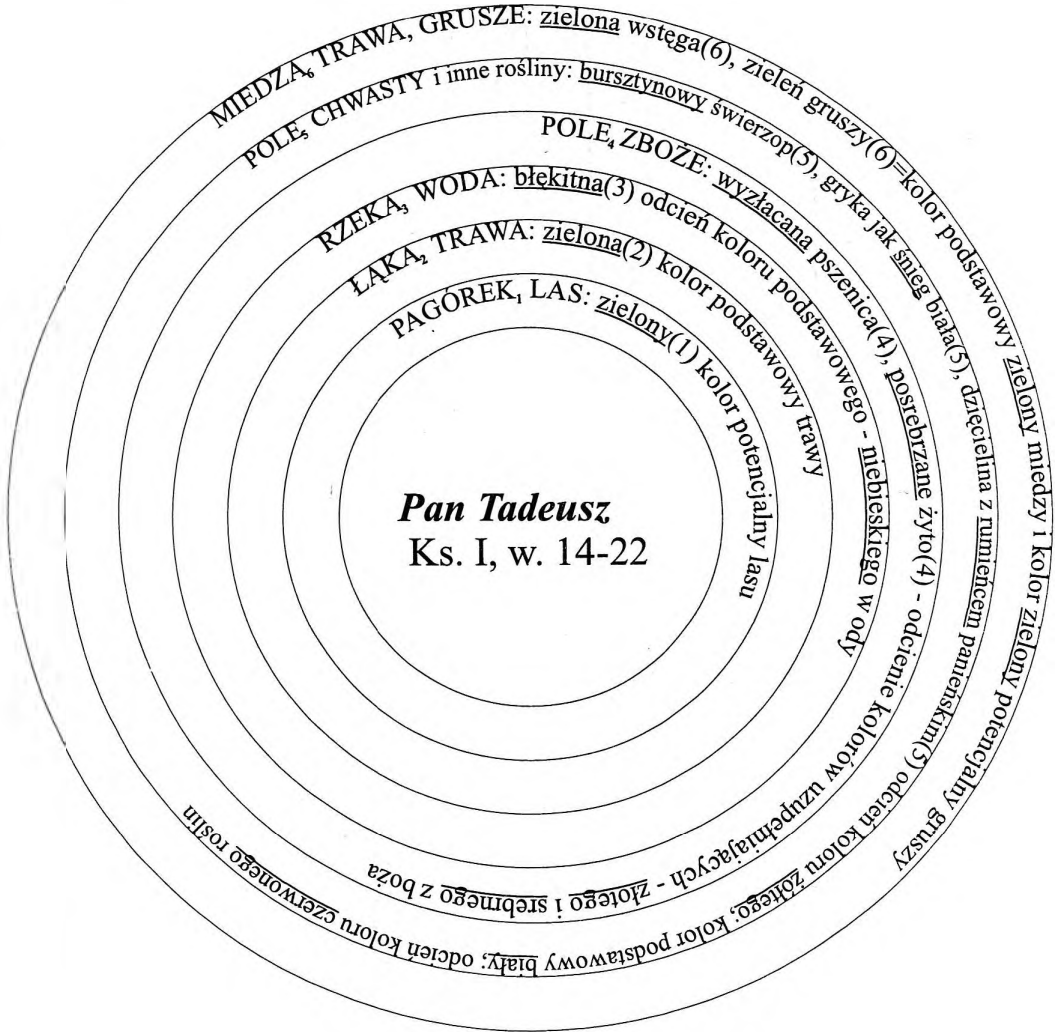 MIEDZA₆ TRAWA, GRUSZE: zielona wstęga(6), zieleń gruszy(6)=kolor podstawowy zielony miedzy i kolor zielony potencjalny gruszy
POLE₅ CHWASTY i inne rośliny: bursztynowy świerzop(5), gryka jak śnieg biała(5), dzięcielina z rumieńcem panieńskim(5) odcień koloru żółtego; kolor podstawowy biały; odcień koloru czerwonego roślin
POLE₄ ZBOŻE: wyzłacana pszenica(4), posrebrzane żyto(4) - odcienie kolorów uzupełniających - złotego i srebrnego z boża
RZEKA₃ WODA: błękitna(3) odcień koloru podstawowego - niebieskiego w ody
ŁĄKA₂ TRAWA: zielona(2) kolor podstawowy trawy
PAGÓREK₁ LAS: zielony(1) kolor potencjalny lasu
Pan Tadeusz
Ks. I, w. 14-22